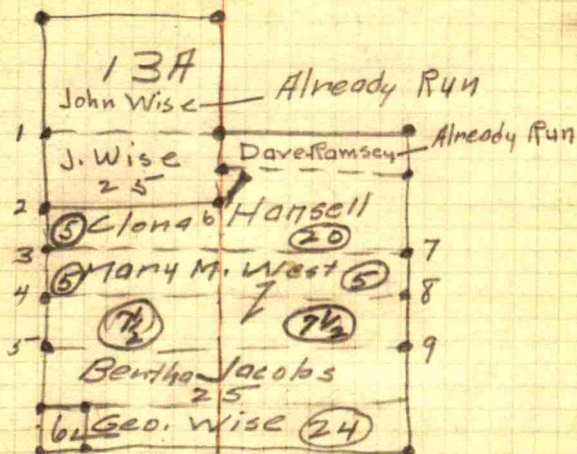 13A
John Wise Already Run
1
J. Wise Dave Ramsey Already Run
25
2
5 Clona b Hansell
20
3 7
5 Mary M. West 5
4 8
7½ 7½
5 9
Bertha Jacobs
25
6 Geo. Wise 24